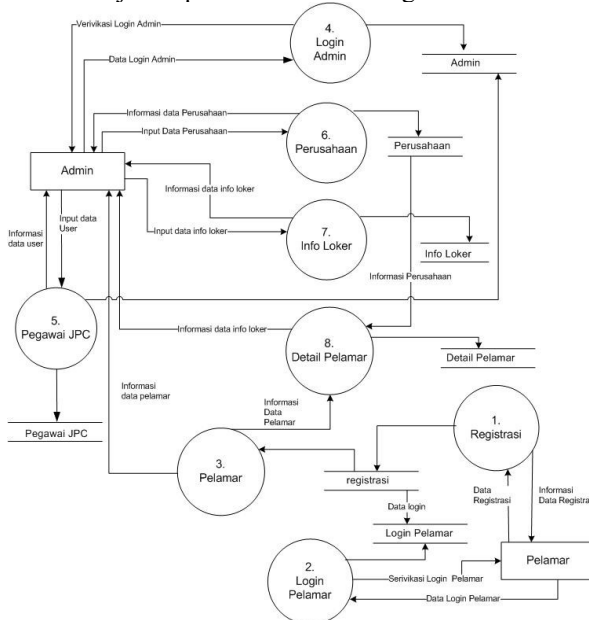 4.
Login
Admin
Verivikasi Login Admin
Data Login Admin
Admin
Informasi data Perusahaan
Input Data Perusahaan
6.
Perusahaan
Perusahaan
Admin
Informasi data info loker
Input data info loker
7.
Info Loker
Info Loker
Informasi
data user
Input data
User
Informasi Perusahaan
5.
Pegawai JPC
Informasi data info loker
8.
Detail Pelamar
Detail Pelamar
Informasi
data pelamar
Informasi
Data
Pelamar
Pegawai JPC
3.
Pelamar
registrasi
1.
Registrasi
Data
Registrasi
Informasi
Data Registra
Data login
Login Pelamar
2.
Login
Pelamar
Serivikasi Login Pelamar
Data Login Pelamar
Pelamar